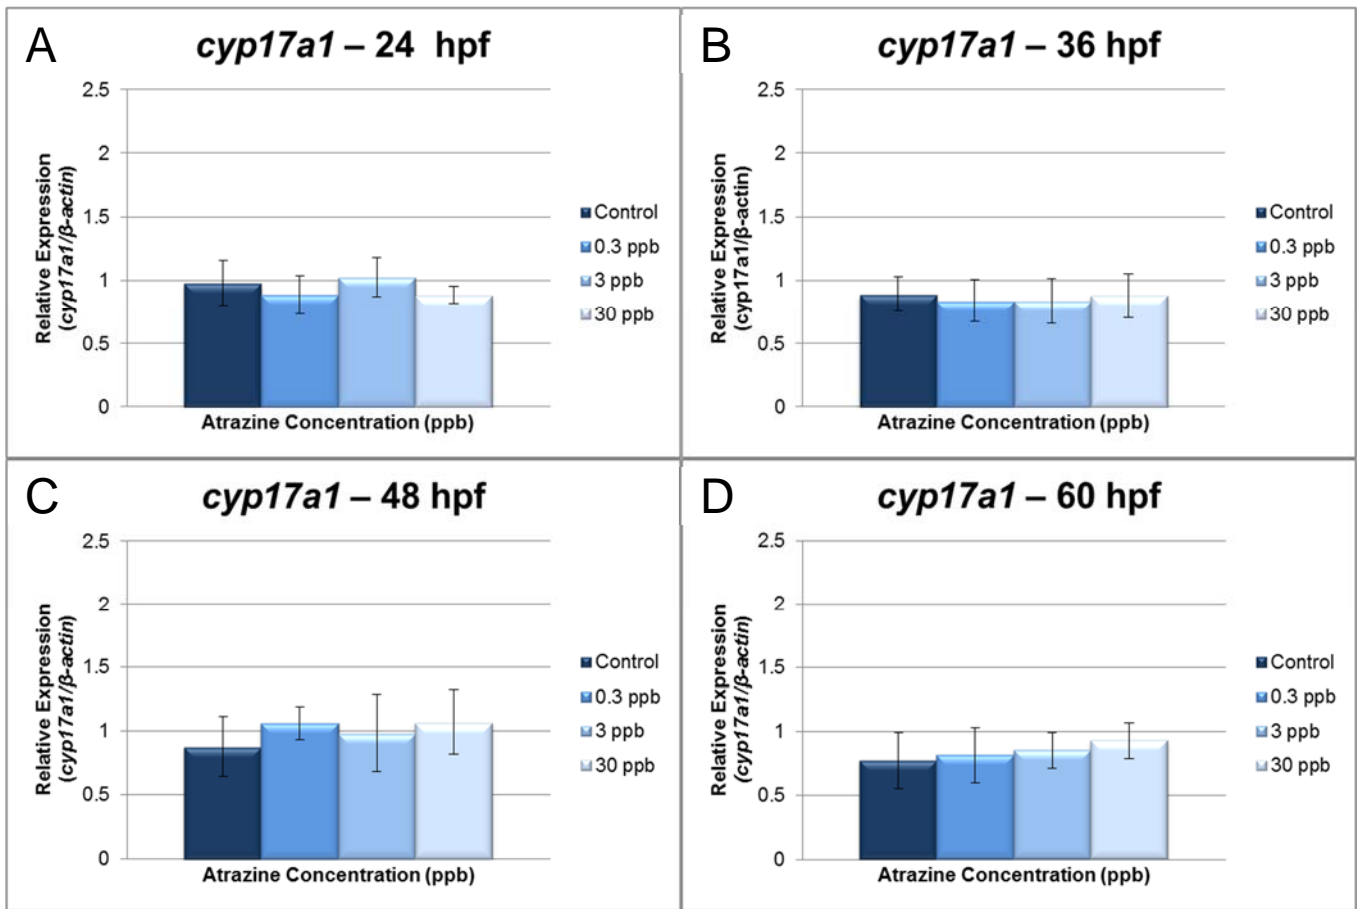 A
cyp17a1 – 24 hpf
2.5
2
1.5
1
0.5
0
Relative Expression
(cyp17a1/β-actin)
Atrazine Concentration (ppb)
Control
0.3 ppb
3 ppb
30 ppb
B
cyp17a1 – 36 hpf
2.5
2
1.5
1
0.5
0
Relative Expression
(cyp17a1/β-actin)
Atrazine Concentration (ppb)
Control
0.3 ppb
3 ppb
30 ppb
C
cyp17a1 – 48 hpf
2.5
2
1.5
1
0.5
0
Relative Expression
(cyp17a1/β-actin)
Atrazine Concentration (ppb)
Control
0.3 ppb
3 ppb
30 ppb
D
cyp17a1 – 60 hpf
2.5
2
1.5
1
0.5
0
Relative Expression
(cyp17a1/β-actin)
Atrazine Concentration (ppb)
Control
0.3 ppb
3 ppb
30 ppb